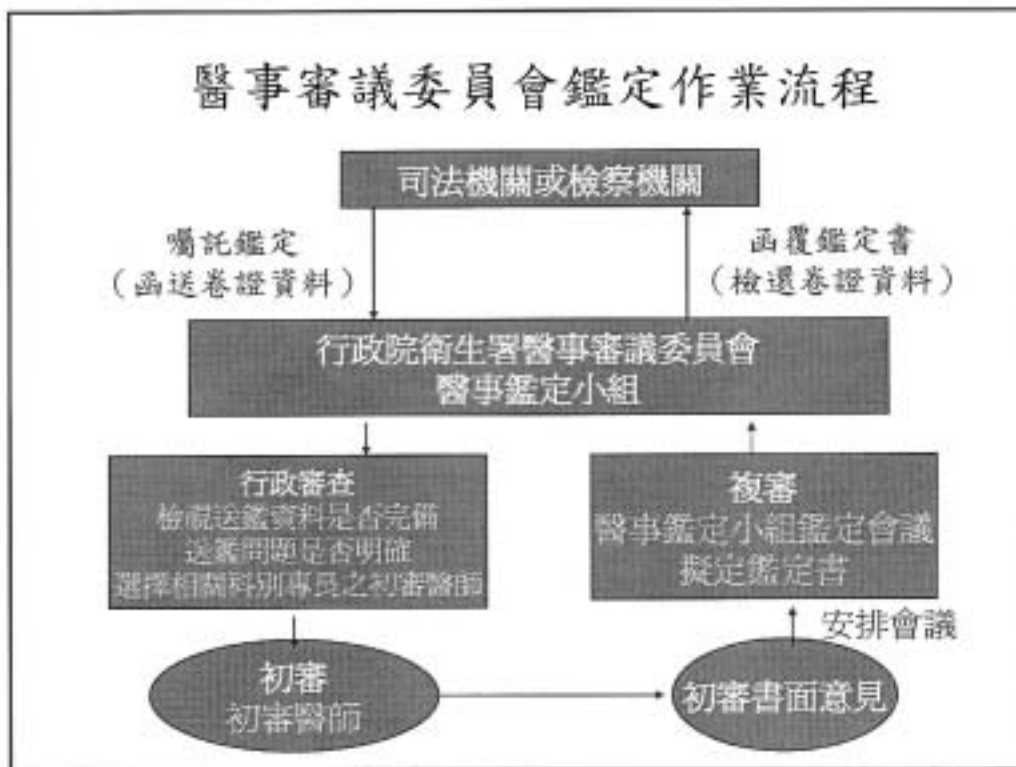 醫事審議委員會鑑定作業流程
司法機關或檢察機關
囑託鑑定
（函送卷證資料）
函覆鑑定書
（檢還卷證資料）
行政院衛生署醫事審議委員會
醫事鑑定小組
行政審查
檢視送鑑資料是否完備
送鑑問題是否明確
選擇相關科別專長之初審醫師
複審
醫事鑑定小組鑑定會議
擬定鑑定書
安排會議
初審
初審醫師
初審書面意見